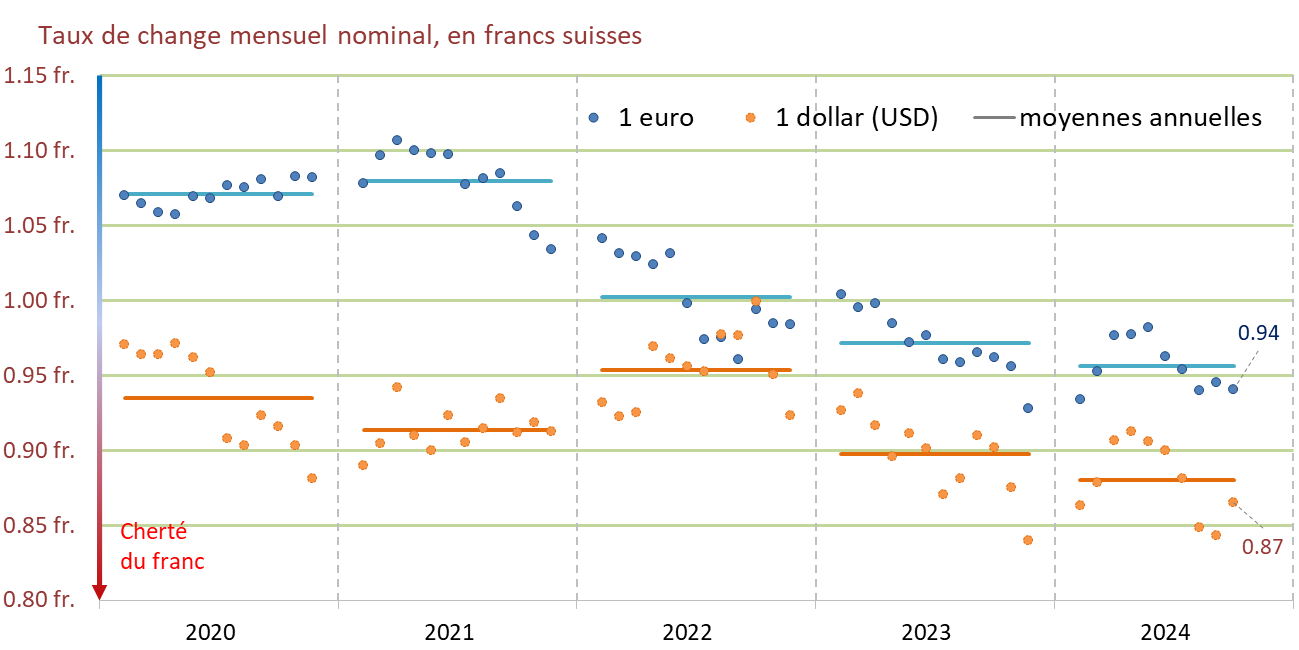 Taux de change mensuel nominal, en francs suisses
1.15 fr.
1 euro
1 dollar (USD)
moyennes annuelles
1.10 fr.
1.05 fr.
1.00 fr.
0.94
0.95 fr.
0.90 fr.
0.85 fr.
Cherté
du franc
0.87
0.80 fr.
2020
2021
2022
2023
2024